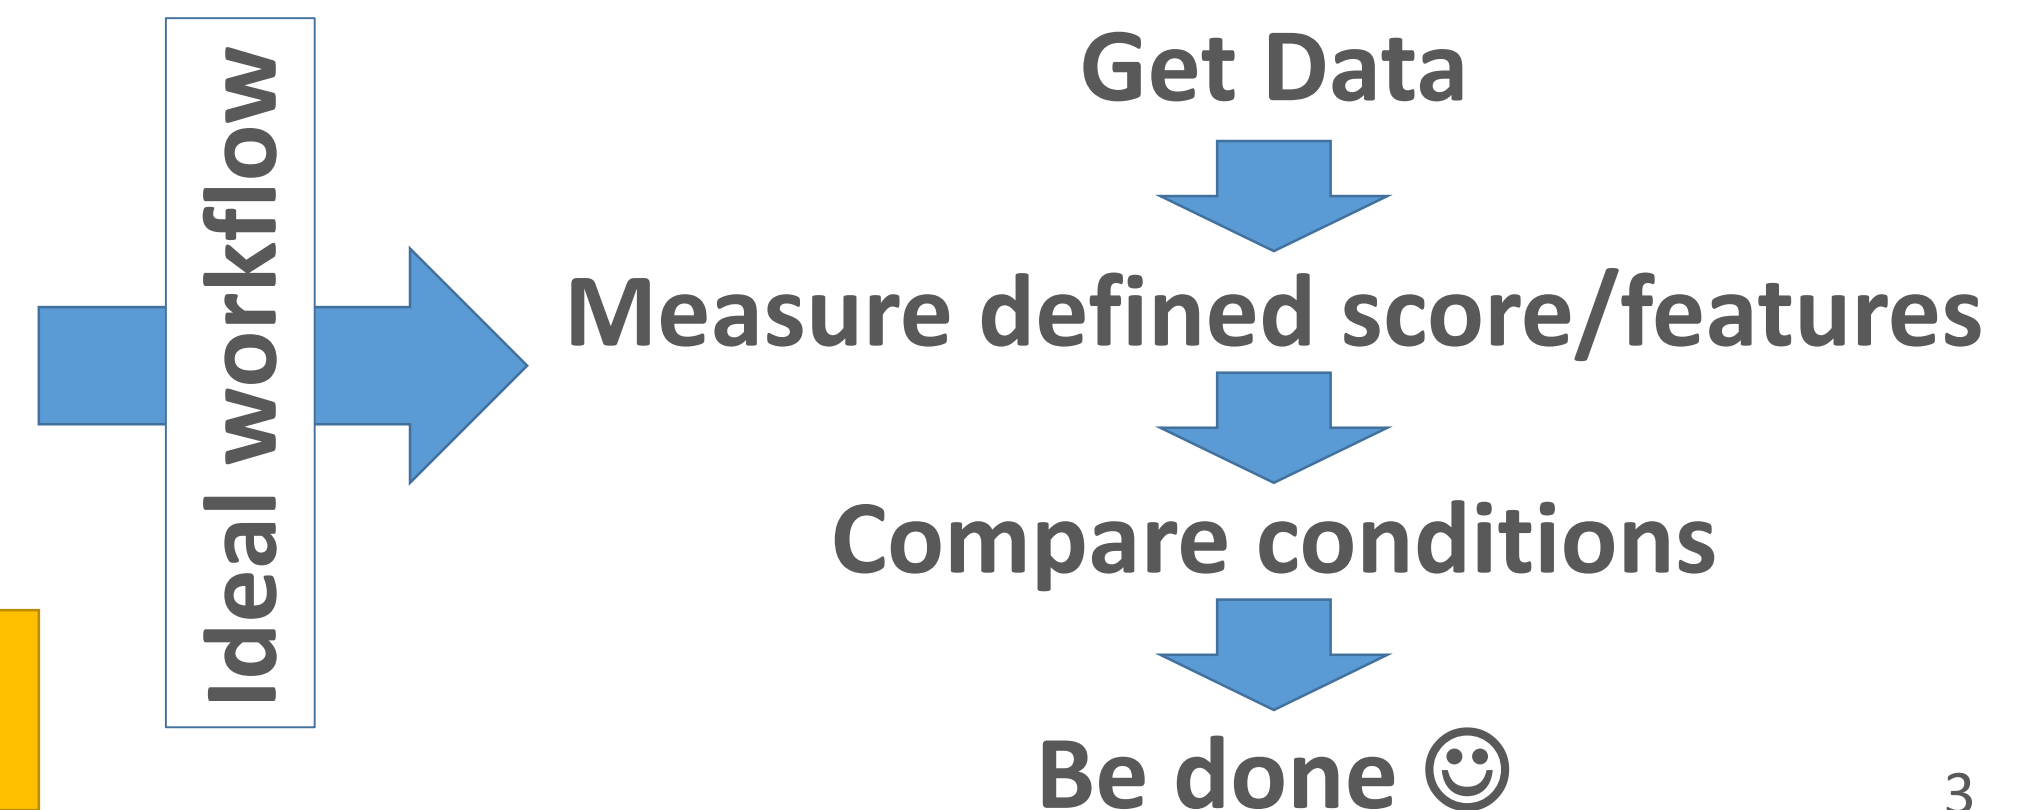 Ideal workflow
Get Data
Measure defined score/features
Compare conditions
Be done ☺
3